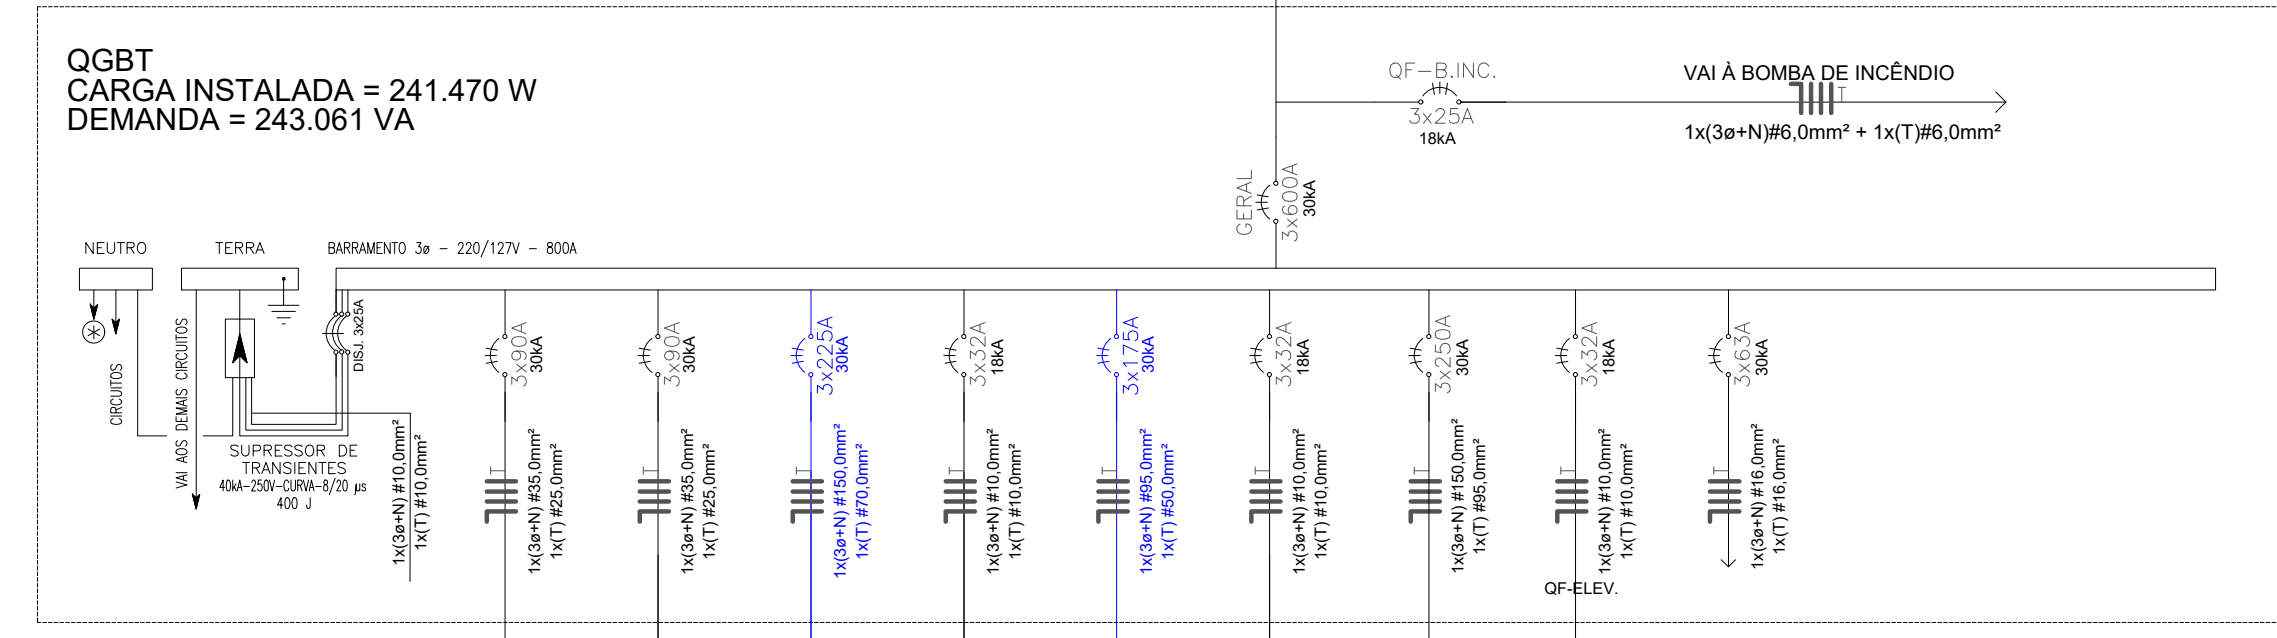 QGBT
CARGA INSTALADA = 241.470 W
DEMANDA = 243.061 VA
QF-B.INC.
3x25A
18kA
VAI À BOMBA DE INCÊNDIO
T
1x(3ø+N)#6,0mm² + 1x(T)#6,0mm²
GERAL
3x600A
30kA
NEUTRO
TERRA
BARRAMENTO 3ø - 220/127V - 800A
CIRCUITOS
VAI AOS DEMAIS CIRCUITOS
DISJ. 3x25A
SUPRESSOR DE
TRANSIENTES
40kA-250V-CURVA-8/20 µs
400 J
1x(3ø+N) #10,0mm²
1x(T) #10,0mm²
3x90A
30kA
T
1x(3ø+N) #35,0mm²
1x(T) #25,0mm²
3x90A
30kA
T
1x(3ø+N) #35,0mm²
1x(T) #25,0mm²
3x225A
30kA
T
1x(3ø+N) #150,0mm²
1x(T) #70,0mm²
3x32A
18kA
T
1x(3ø+N) #10,0mm²
1x(T) #10,0mm²
3x175A
30kA
T
1x(3ø+N) #95,0mm²
1x(T) #50,0mm²
3x32A
18kA
T
1x(3ø+N) #10,0mm²
1x(T) #10,0mm²
3x250A
30kA
T
1x(3ø+N) #150,0mm²
1x(T) #95,0mm²
3x32A
18kA
T
1x(3ø+N) #10,0mm²
1x(T) #10,0mm²
QF-ELEV.
3x63A
30kA
T
1x(3ø+N) #16,0mm²
1x(T) #16,0mm²